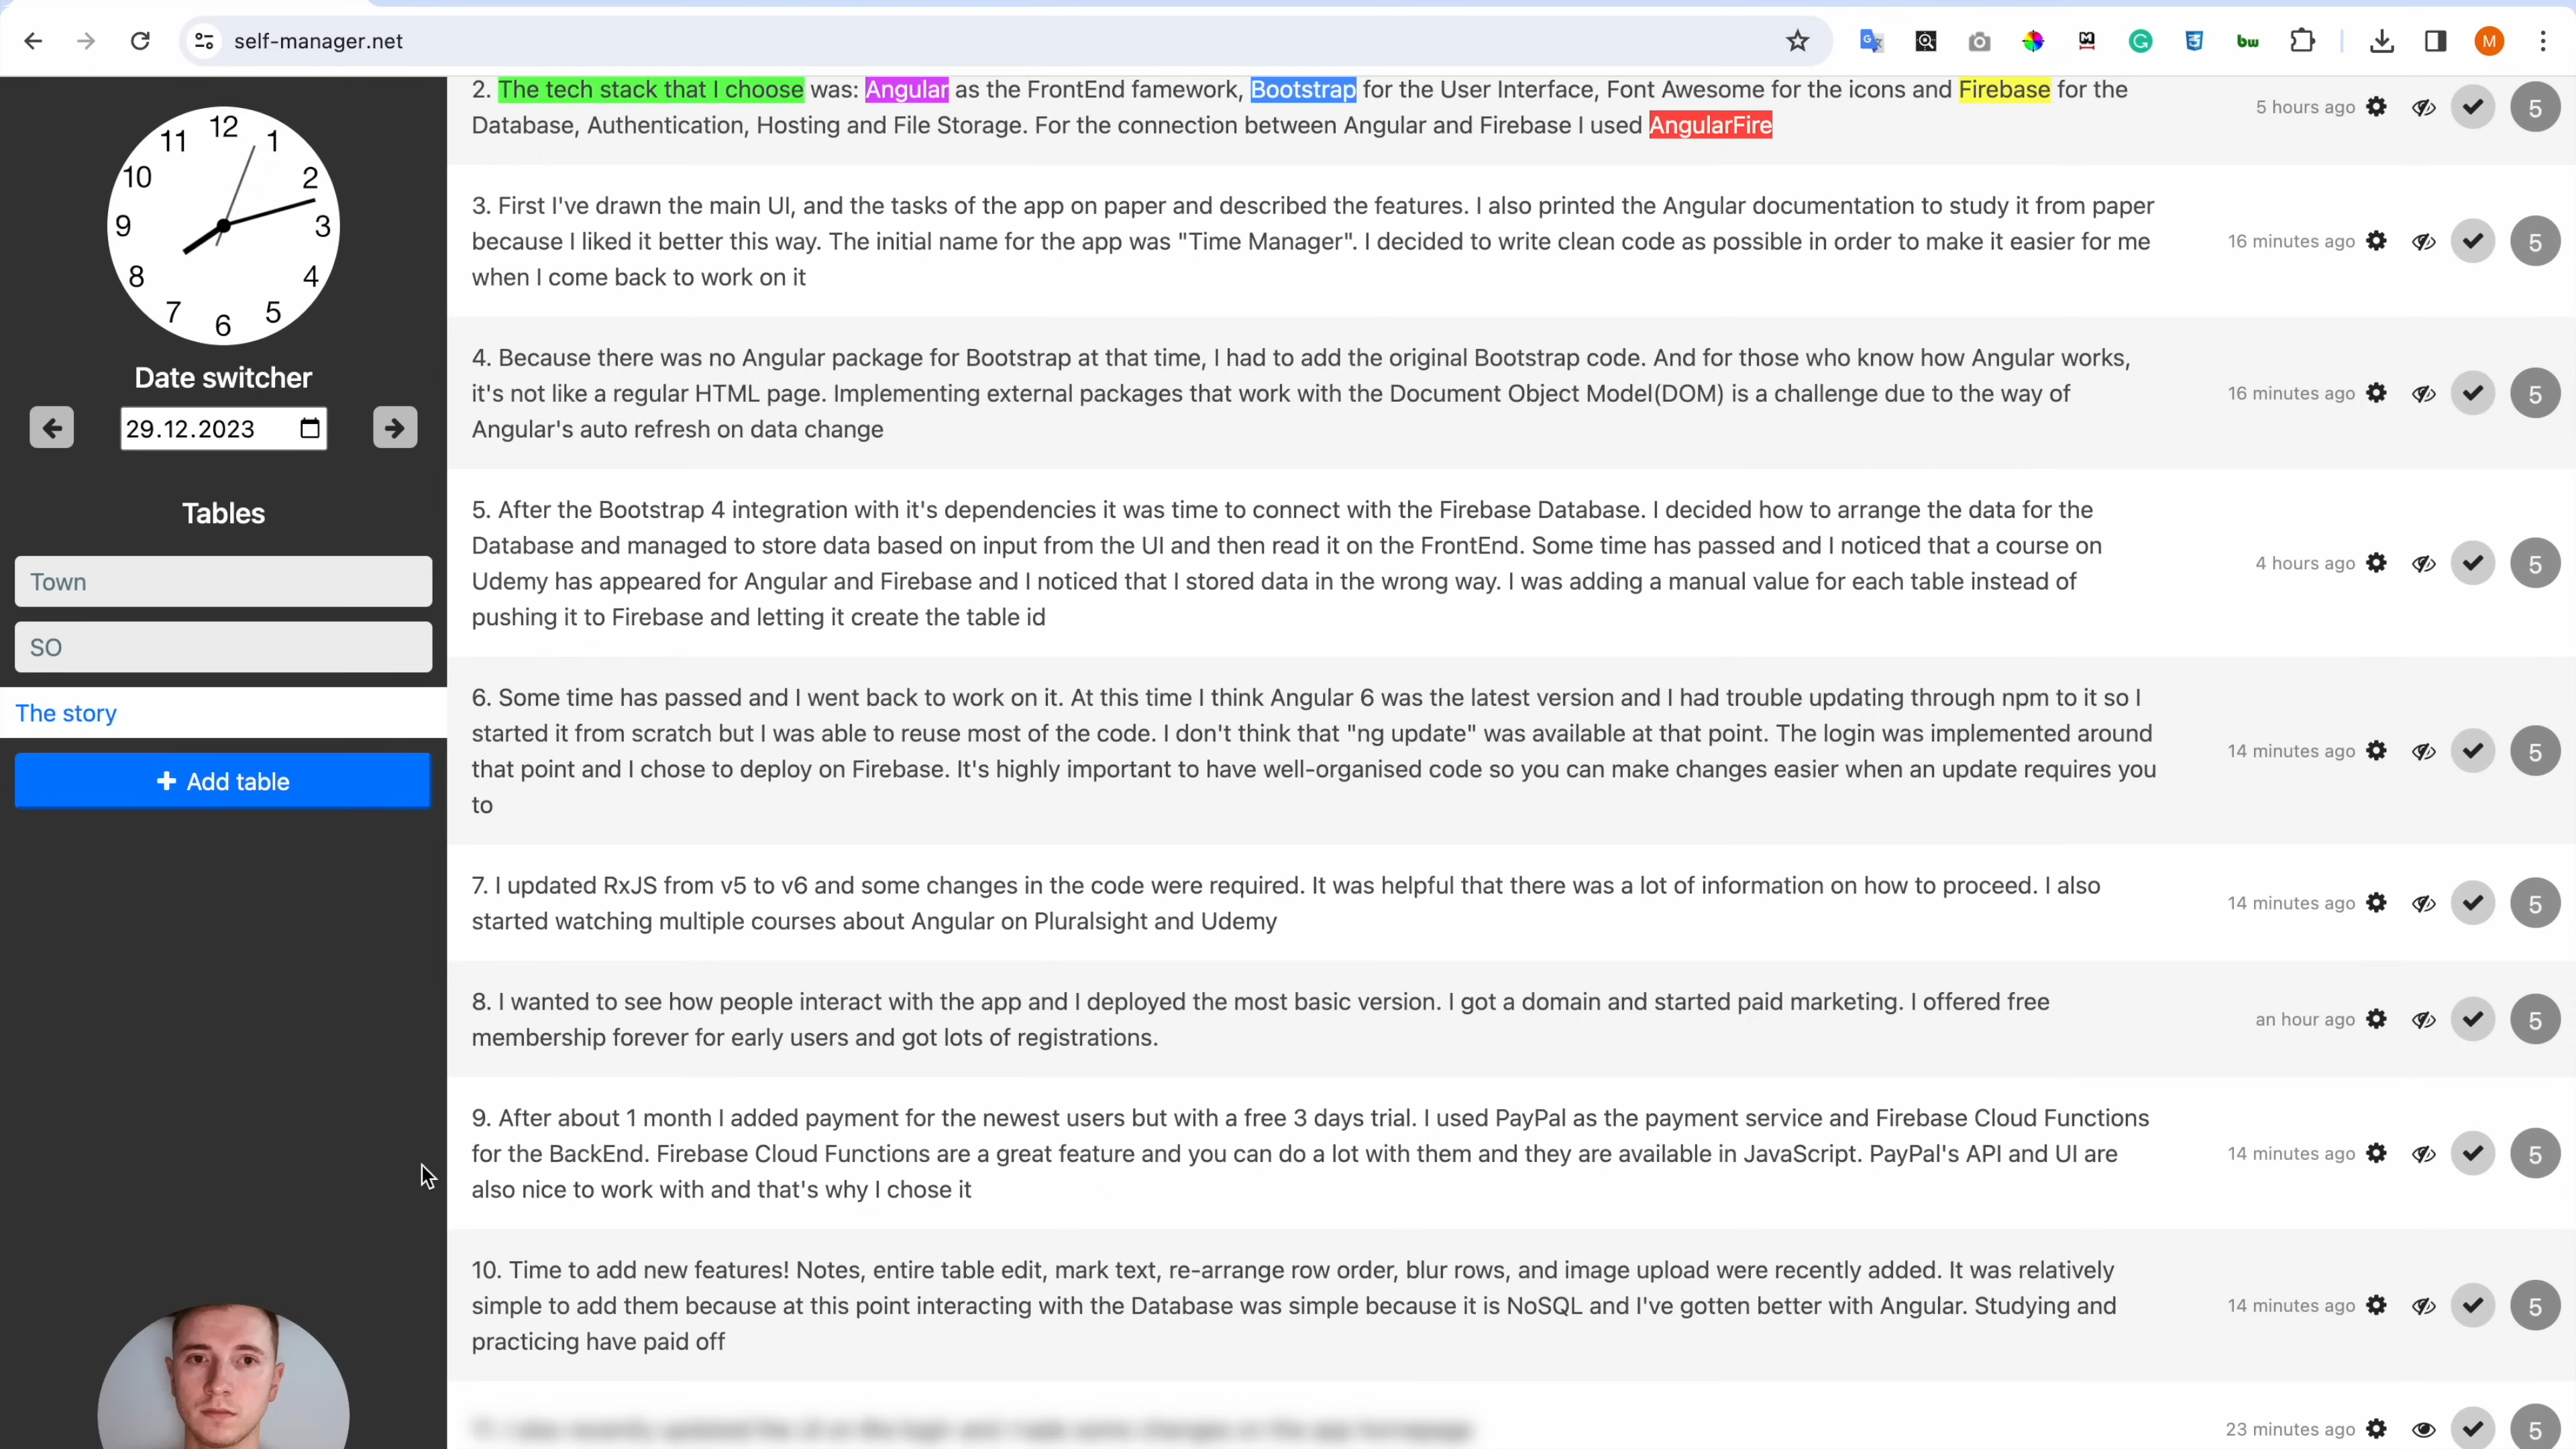 self-manager.net
M
12
11
1
10
2
9
3
8
4
7
5
6
Date switcher
29.12.2023
Tables
Town
SO
The story
Add table
2. The tech stack that I choose was: Angular as the FrontEnd famework, Bootstrap for the User Interface, Font Awesome for the icons and Firebase for the
Database, Authentication, Hosting and File Storage. For the connection between Angular and Firebase I used AngularFire
5 hours ago
5
3. First I've drawn the main UI, and the tasks of the app on paper and described the features. I also printed the Angular documentation to study it from paper
because I liked it better this way. The initial name for the app was "Time Manager". I decided to write clean code as possible in order to make it easier for me
when I come back to work on it
16 minutes ago
5
4. Because there was no Angular package for Bootstrap at that time, I had to add the original Bootstrap code. And for those who know how Angular works,
it's not like a regular HTML page. Implementing external packages that work with the Document Object Model(DOM) is a challenge due to the way of
Angular's auto refresh on data change
16 minutes ago
5
5. After the Bootstrap 4 integration with it's dependencies it was time to connect with the Firebase Database. I decided how to arrange the data for the
Database and managed to store data based on input from the UI and then read it on the FrontEnd. Some time has passed and I noticed that a course on
Udemy has appeared for Angular and Firebase and I noticed that I stored data in the wrong way. I was adding a manual value for each table instead of
pushing it to Firebase and letting it create the table id
4 hours ago
5
6. Some time has passed and I went back to work on it. At this time I think Angular 6 was the latest version and I had trouble updating through npm to it so I
started it from scratch but I was able to reuse most of the code. I don't think that "ng update" was available at that point. The login was implemented around
that point and I chose to deploy on Firebase. It's highly important to have well-organised code so you can make changes easier when an update requires you
to
14 minutes ago
5
7. I updated RxJS from v5 to v6 and some changes in the code were required. It was helpful that there was a lot of information on how to proceed. I also
started watching multiple courses about Angular on Pluralsight and Udemy
14 minutes ago
5
8. I wanted to see how people interact with the app and I deployed the most basic version. I got a domain and started paid marketing. I offered free
membership forever for early users and got lots of registrations.
an hour ago
5
9. After about 1 month I added payment for the newest users but with a free 3 days trial. I used PayPal as the payment service and Firebase Cloud Functions
for the BackEnd. Firebase Cloud Functions are a great feature and you can do a lot with them and they are available in JavaScript. PayPal's API and UI are
also nice to work with and that's why I chose it
14 minutes ago
5
10. Time to add new features! Notes, entire table edit, mark text, re-arrange row order, blur rows, and image upload were recently added. It was relatively
simple to add them because at this point interacting with the Database was simple because it is NoSQL and I've gotten better with Angular. Studying and
practicing have paid off
14 minutes ago
5
23 minutes ago
5